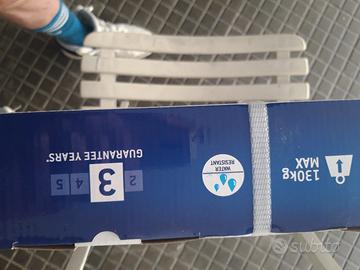 130kg
MAX
WATER
RESISTANT
GUARANTEE YEARS*
2 3 4 5
subito